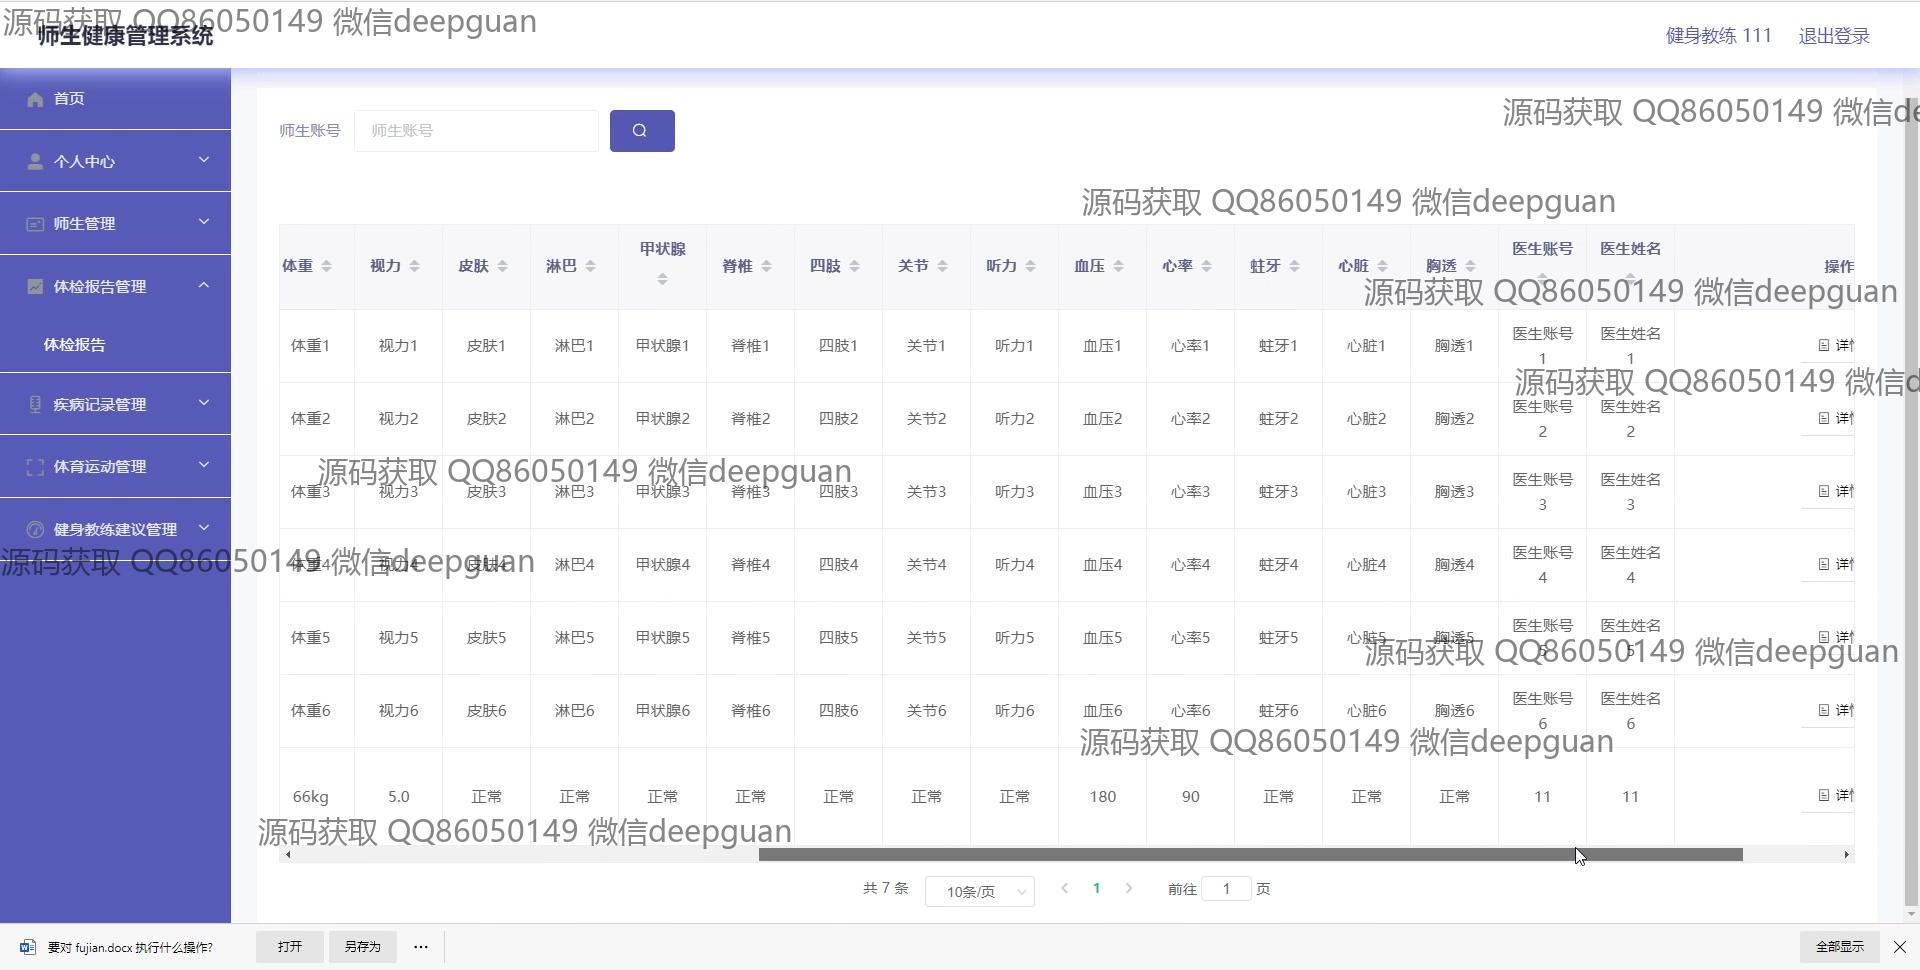 源码获取 QQ86050149 微信deepguan
师生健康管理系统
健身教练 111 退出登录
首页
源码获取 QQ86050149 微信de
师生账号 师生账号
个人中心
源码获取 QQ86050149 微信deepguan
师生管理
体重 视力 皮肤 淋巴 甲状腺 脊椎 四肢 关节 听力 血压 心率 蛀牙 心脏 胸透 医生账号 医生姓名 操作
源码获取 QQ86050149 微信deepguan
体检报告管理
体检报告
体重1 视力1 皮肤1 淋巴1 甲状腺1 脊椎1 四肢1 关节1 听力1 血压1 心率1 蛀牙1 心脏1 胸透1 医生账号1 医生姓名1 详
源码获取 QQ86050149 微信d
疾病记录管理
体重2 视力2 皮肤2 淋巴2 甲状腺2 脊椎2 四肢2 关节2 听力2 血压2 心率2 蛀牙2 心脏2 胸透2 医生账号2 医生姓名2 详
体育运动管理
源码获取 QQ86050149 微信deepguan
体重3 视力3 皮肤3 淋巴3 甲状腺3 脊椎3 四肢3 关节3 听力3 血压3 心率3 蛀牙3 心脏3 胸透3 医生账号3 医生姓名3 详
健身教练建议管理
源码获取 QQ86050149 微信deepguan
体重4 视力4 皮肤4 淋巴4 甲状腺4 脊椎4 四肢4 关节4 听力4 血压4 心率4 蛀牙4 心脏4 胸透4 医生账号4 医生姓名4 详
体重5 视力5 皮肤5 淋巴5 甲状腺5 脊椎5 四肢5 关节5 听力5 血压5 心率5 蛀牙5 心脏5 胸透5 医生账号5 医生姓名5 详
源码获取 QQ86050149 微信deepguan
体重6 视力6 皮肤6 淋巴6 甲状腺6 脊椎6 四肢6 关节6 听力6 血压6 心率6 蛀牙6 心脏6 胸透6 医生账号6 医生姓名6 详
源码获取 QQ86050149 微信deepguan
66kg 5.0 正常 正常 正常 正常 正常 正常 正常 180 90 正常 正常 正常 11 11 详
源码获取 QQ86050149 微信deepguan
共 7 条 10条/页 1 前往 1 页
要对 fujian.docx 执行什么操作? 打开 另存为 ··· 全部显示